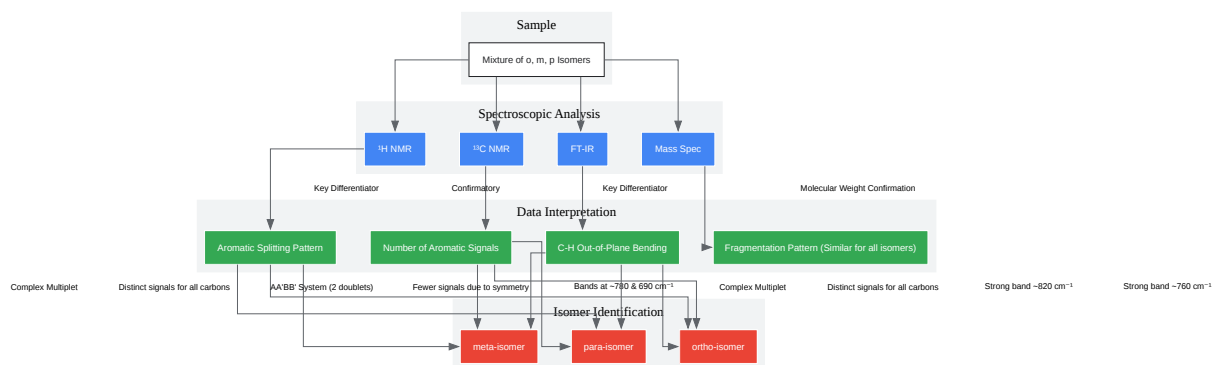 Sample
Mixture of o, m, p Isomers
Spectroscopic Analysis
¹H NMR
¹³C NMR
FT-IR
Mass Spec
Key Differentiator
Confirmatory
Key Differentiator
Molecular Weight Confirmation
Data Interpretation
Aromatic Splitting Pattern
Number of Aromatic Signals
C-H Out-of-Plane Bending
Fragmentation Pattern (Similar for all isomers)
Complex Multiplet
Distinct signals for all carbons
AA'BB' System (2 doublets)
Fewer signals due to symmetry
Bands at ~780 & 690 cm⁻¹
Complex Multiplet
Distinct signals for all carbons
Strong band ~820 cm⁻¹
Strong band ~760 cm⁻¹
Isomer Identification
meta-isomer
para-isomer
ortho-isomer